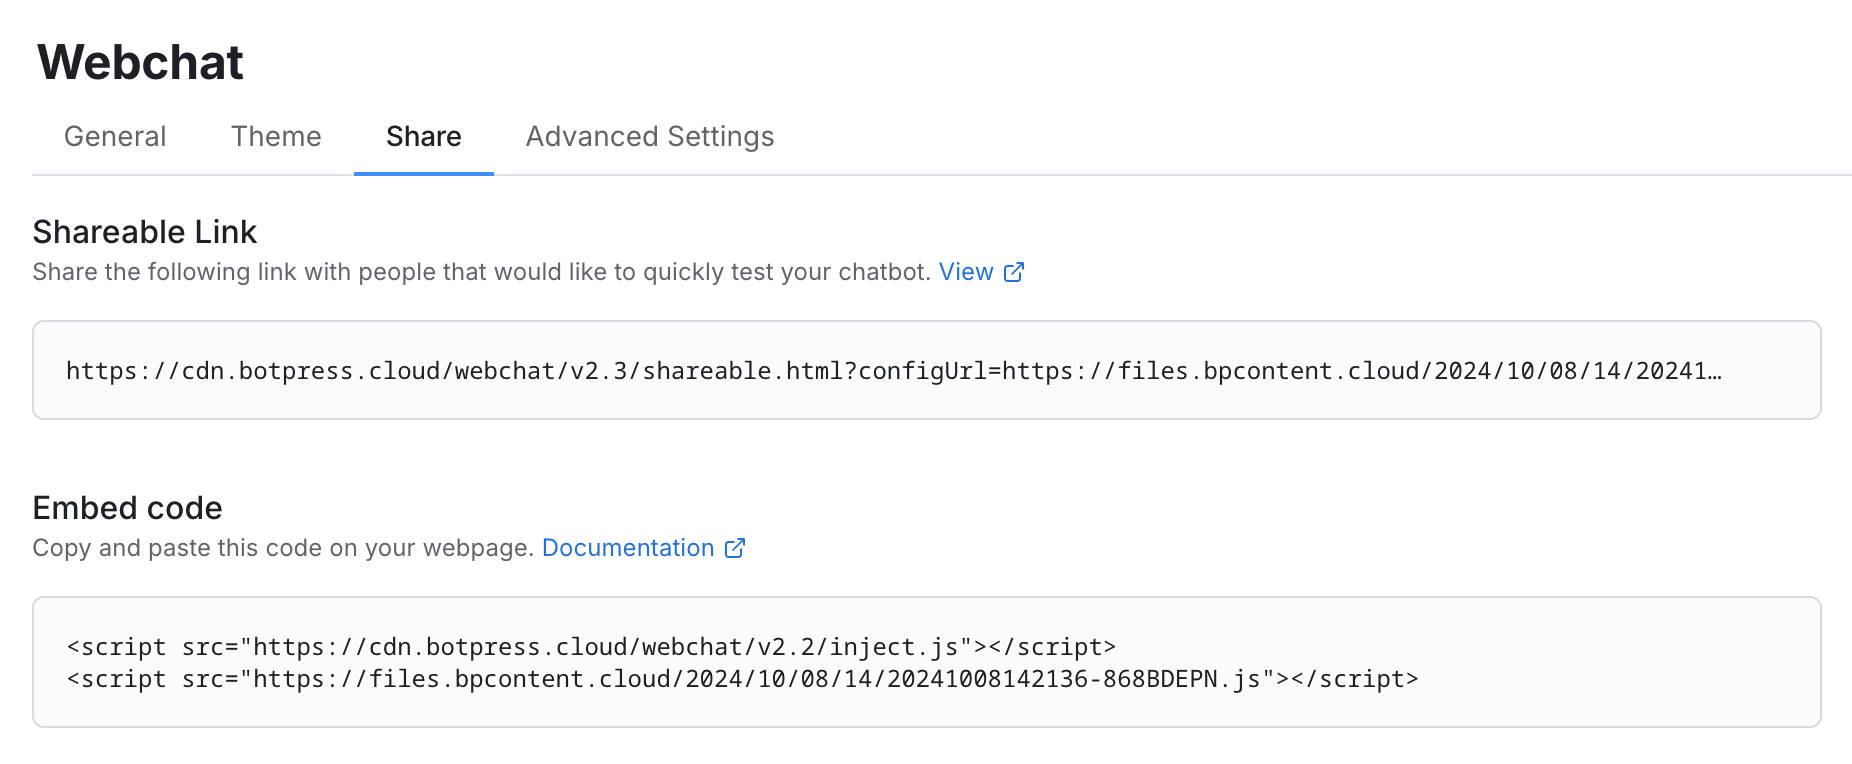 Webchat
General Theme Share Advanced Settings
Shareable Link
Share the following link with people that would like to quickly test your chatbot. View
https://cdn.botpress.cloud/webchat/v2.3/shareable.html?configUrl=https://files.bpcontent.cloud/2024/10/08/14/20241…
Embed code
Copy and paste this code on your webpage. Documentation
<script src="https://cdn.botpress.cloud/webchat/v2.2/inject.js"></script>
<script src="https://files.bpcontent.cloud/2024/10/08/14/20241008142136-868BDEPN.js"></script>